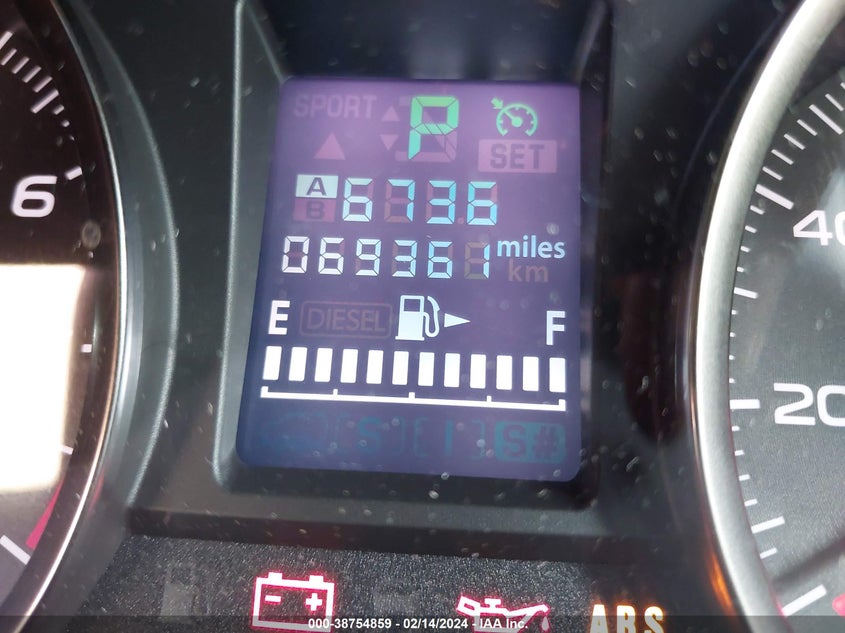 SPORT P
SET
A 6736
B
069361 miles
km
E DIESEL F
6
40
20
ABS
000-38754859 - 02/14/2024 - IAA Inc.